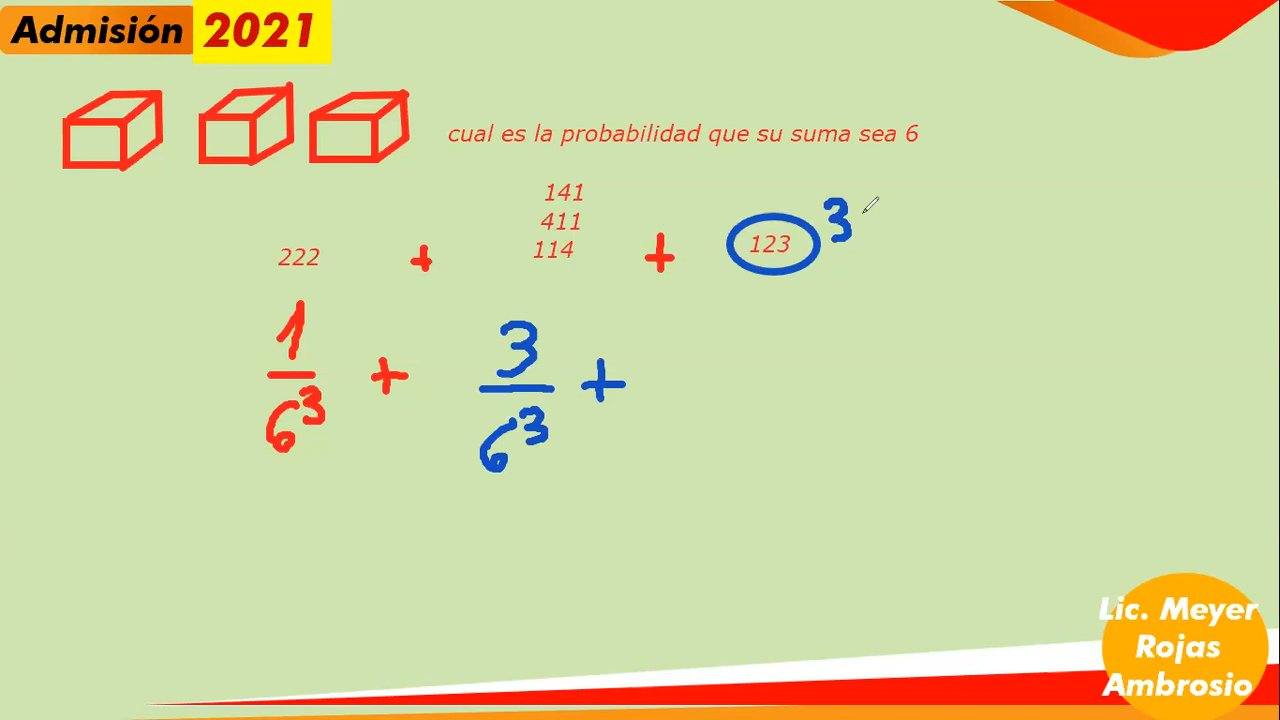 Admisión 2021
cual es la probabilidad que su suma sea 6
141
411
114
222 + + 123 3
1/6³ + 3/6³ +
Lic. Meyer
Rojas
Ambrosio